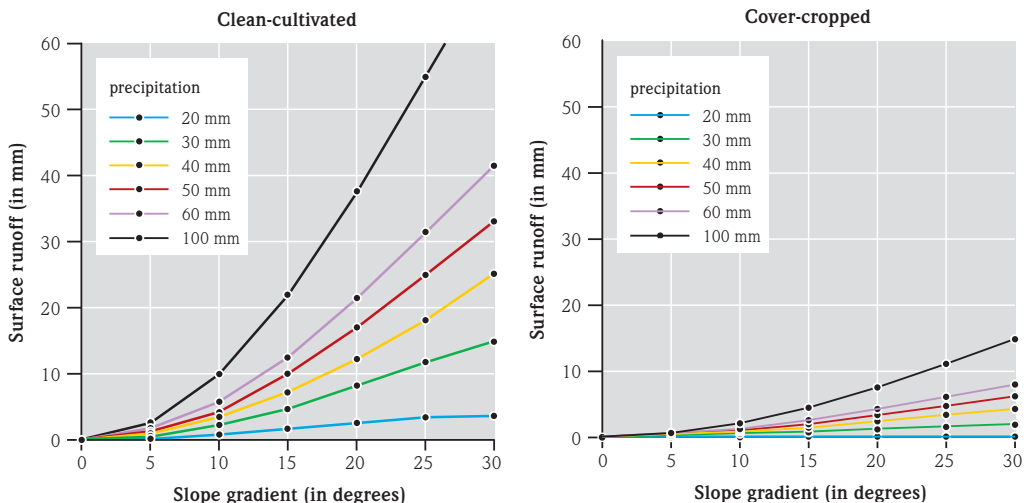 Clean-cultivated
Surface runoff (in mm)
60
50
40
30
20
10
0
precipitation
20 mm
30 mm
40 mm
50 mm
60 mm
100 mm
0 5 10 15 20 25 30
Slope gradient (in degrees)
Cover-cropped
Surface runoff (in mm)
60
50
40
30
20
10
0
precipitation
20 mm
30 mm
40 mm
50 mm
60 mm
100 mm
0 5 10 15 20 25 30
Slope gradient (in degrees)